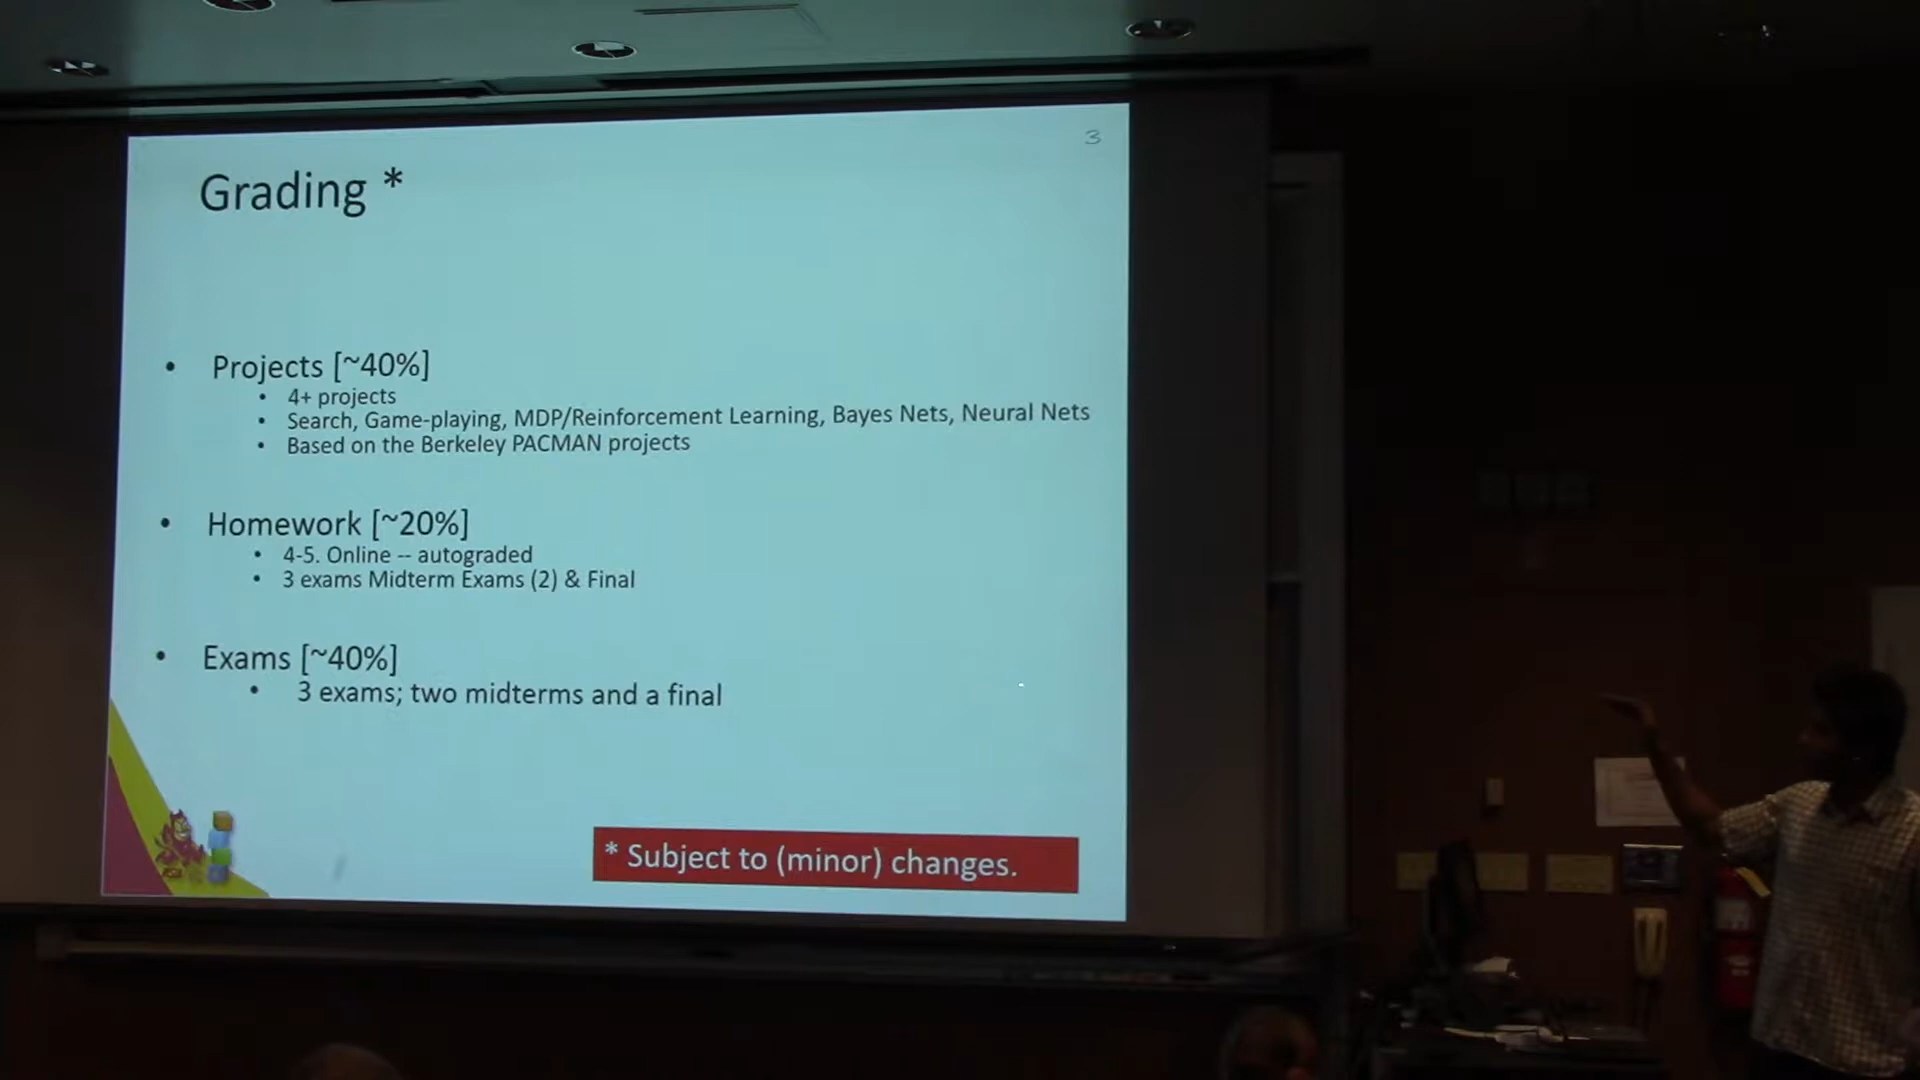 3
Grading *
• Projects [~40%]
• 4+ projects
• Search, Game-playing, MDP/Reinforcement Learning, Bayes Nets, Neural Nets
• Based on the Berkeley PACMAN projects
• Homework [~20%]
• 4-5. Online -- autograded
• 3 exams Midterm Exams (2) & Final
• Exams [~40%]
• 3 exams; two midterms and a final
* Subject to (minor) changes.